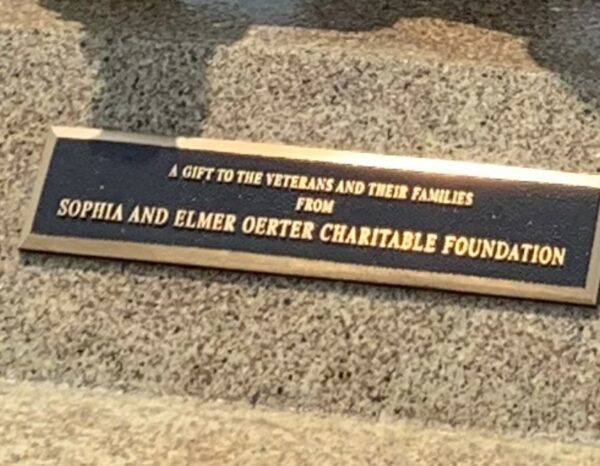 A GIFT TO THE VETERANS AND THEIR FAMILIES
FROM
SOPHIA AND ELMER OERTER CHARITABLE FOUNDATION